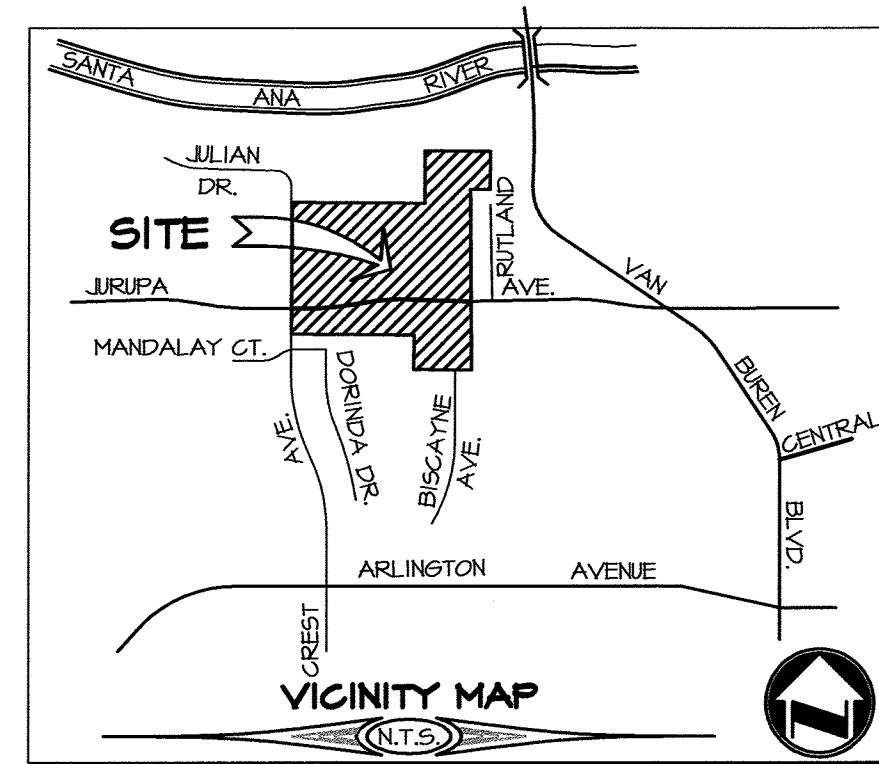 SANTA ANA RIVER
JULIAN
DR.
SITE
RUTLAND
JURUPA AVE.
VAN BUREN BLVD.
MANDALAY CT.
DORINDA DR.
BISCAYNE
AVE.
CENTRAL
CREST AVE.
ARLINGTON AVENUE
VICINITY MAP
N.T.S.
N